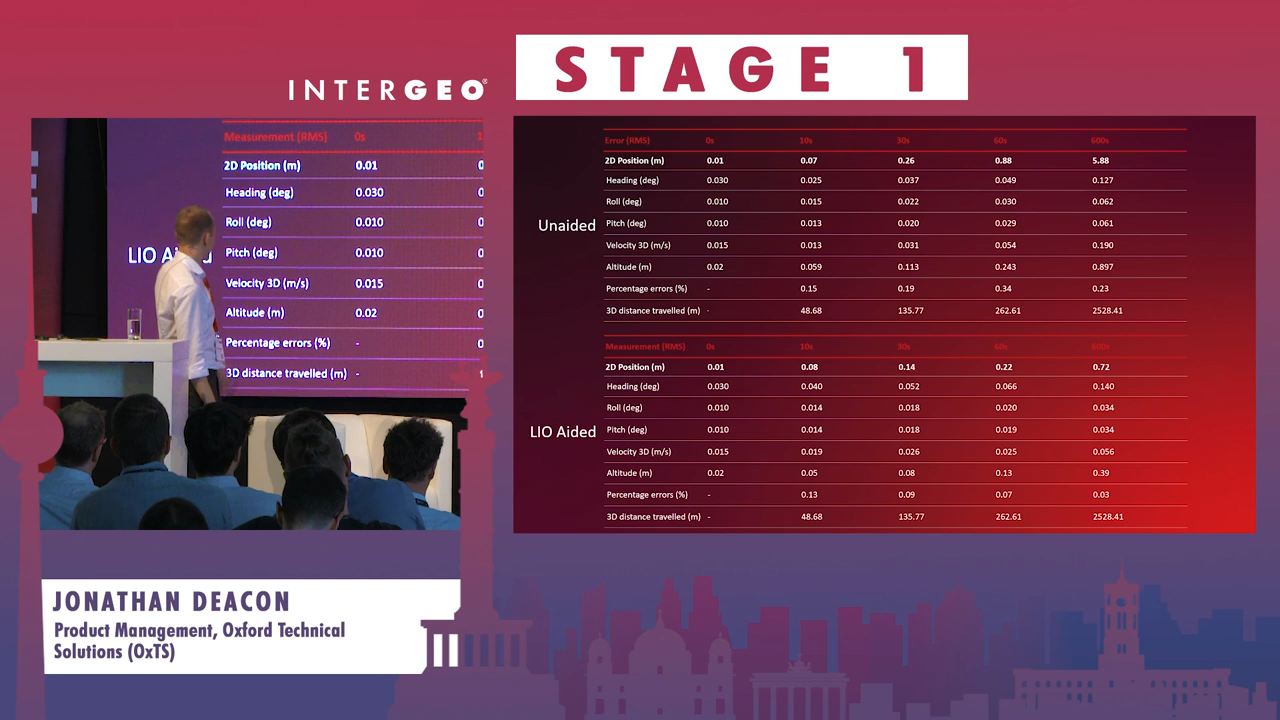 STAGE 1
INTERGEO®
Measurement (RMS) 0s 1
2D Position (m) 0.01 0
Heading (deg) 0.030 0
Roll (deg) 0.010 0
LIO A
Pitch (deg) 0.010 0
Velocity 3D (m/s) 0.015 0
Altitude (m) 0.02 0
Percentage errors (%) - 0
3D distance travelled (m) -
Unaided
Error (RMS) 0s 10s 30s 60s 600s
2D Position (m) 0.01 0.07 0.26 0.88 5.88
Heading (deg) 0.030 0.025 0.037 0.049 0.127
Roll (deg) 0.010 0.015 0.022 0.030 0.062
Pitch (deg) 0.010 0.013 0.020 0.029 0.061
Velocity 3D (m/s) 0.015 0.013 0.031 0.054 0.190
Altitude (m) 0.02 0.059 0.113 0.243 0.897
Percentage errors (%) - 0.15 0.19 0.34 0.23
3D distance travelled (m) - 48.68 135.77 262.61 2528.41
LIO Aided
Measurement (RMS) 0s 10s 30s 60s 600s
2D Position (m) 0.01 0.08 0.14 0.22 0.72
Heading (deg) 0.030 0.040 0.052 0.066 0.140
Roll (deg) 0.010 0.014 0.018 0.020 0.034
Pitch (deg) 0.010 0.014 0.018 0.019 0.034
Velocity 3D (m/s) 0.015 0.019 0.026 0.025 0.056
Altitude (m) 0.02 0.05 0.08 0.13 0.39
Percentage errors (%) - 0.13 0.09 0.07 0.03
3D distance travelled (m) - 48.68 135.77 262.61 2528.41
JONATHAN DEACON
Product Management, Oxford Technical
Solutions (OxTS)